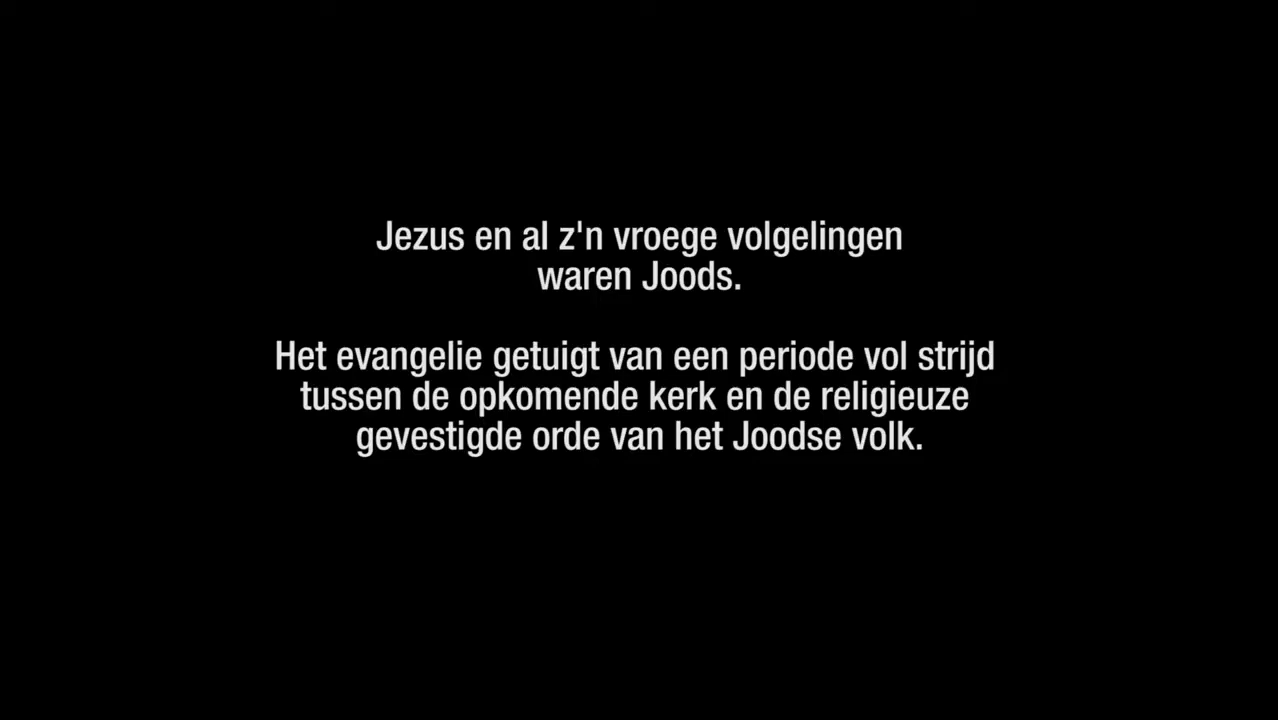 Jezus en al z'n vroege volgelingen
waren Joods.
Het evangelie getuigt van een periode vol strijd
tussen de opkomende kerk en de religieuze
gevestigde orde van het Joodse volk.